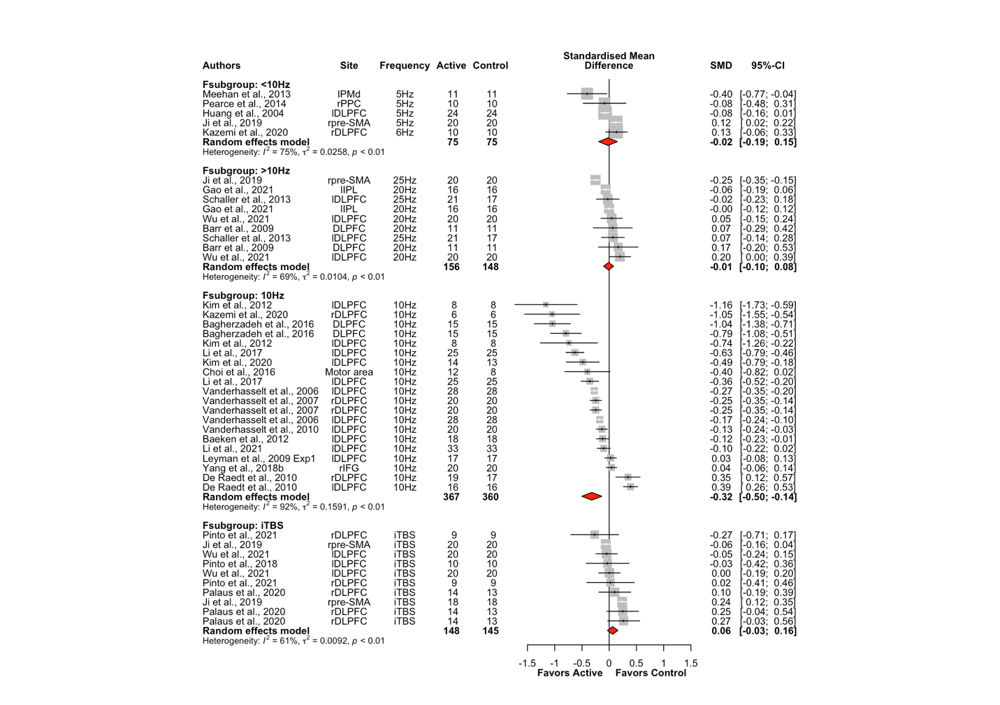 Standardised Mean
Authors Site Frequency Active Control Difference SMD 95%-CI
Fsubgroup: <10Hz
Meehan et al., 2013 lPMd 5Hz 11 11 -0.40 [-0.77; -0.04]
Pearce et al., 2014 rPPC 5Hz 10 10 -0.08 [-0.48; 0.31]
Huang et al., 2004 lDLPFC 5Hz 24 24 -0.08 [-0.16; 0.01]
Ji et al., 2019 rpre-SMA 5Hz 20 20 0.12 [ 0.02; 0.22]
Kazemi et al., 2020 rDLPFC 6Hz 10 10 0.13 [-0.06; 0.33]
Random effects model 75 75 -0.02 [-0.19; 0.15]
Heterogeneity: I² = 75%, τ² = 0.0258, p < 0.01
Fsubgroup: >10Hz
Ji et al., 2019 rpre-SMA 25Hz 20 20 -0.25 [-0.35; -0.15]
Gao et al., 2021 lIPL 20Hz 16 16 -0.06 [-0.19; 0.06]
Schaller et al., 2013 lDLPFC 25Hz 21 17 -0.02 [-0.23; 0.18]
Gao et al., 2021 lIPL 20Hz 16 16 -0.00 [-0.12; 0.12]
Wu et al., 2021 lDLPFC 20Hz 20 20 0.05 [-0.15; 0.24]
Barr et al., 2009 DLPFC 20Hz 11 11 0.07 [-0.29; 0.42]
Schaller et al., 2013 lDLPFC 25Hz 21 17 0.07 [-0.14; 0.28]
Barr et al., 2009 DLPFC 20Hz 11 11 0.17 [-0.20; 0.53]
Wu et al., 2021 lDLPFC 20Hz 20 20 0.20 [ 0.00; 0.39]
Random effects model 156 148 -0.01 [-0.10; 0.08]
Heterogeneity: I² = 69%, τ² = 0.0104, p < 0.01
Fsubgroup: 10Hz
Kim et al., 2012 lDLPFC 10Hz 8 8 -1.16 [-1.73; -0.59]
Kazemi et al., 2020 rDLPFC 10Hz 6 6 -1.05 [-1.55; -0.54]
Bagherzadeh et al., 2016 DLPFC 10Hz 15 15 -1.04 [-1.38; -0.71]
Bagherzadeh et al., 2016 DLPFC 10Hz 15 15 -0.79 [-1.08; -0.51]
Kim et al., 2012 lDLPFC 10Hz 8 8 -0.74 [-1.26; -0.22]
Li et al., 2017 lDLPFC 10Hz 25 25 -0.63 [-0.79; -0.46]
Kim et al., 2020 lDLPFC 10Hz 14 13 -0.49 [-0.79; -0.18]
Choi et al., 2016 Motor area 10Hz 12 8 -0.40 [-0.82; 0.02]
Li et al., 2017 lDLPFC 10Hz 25 25 -0.36 [-0.52; -0.20]
Vanderhasselt et al., 2006 lDLPFC 10Hz 28 28 -0.27 [-0.35; -0.20]
Vanderhasselt et al., 2007 rDLPFC 10Hz 20 20 -0.25 [-0.35; -0.14]
Vanderhasselt et al., 2007 rDLPFC 10Hz 20 20 -0.25 [-0.35; -0.14]
Vanderhasselt et al., 2006 lDLPFC 10Hz 28 28 -0.17 [-0.24; -0.10]
Vanderhasselt et al., 2010 lDLPFC 10Hz 20 20 -0.13 [-0.24; -0.03]
Baeken et al., 2012 lDLPFC 10Hz 18 18 -0.12 [-0.23; -0.01]
Li et al., 2021 lDLPFC 10Hz 33 33 -0.10 [-0.22; 0.02]
Leyman et al., 2009 Exp1 lDLPFC 10Hz 17 17 0.03 [-0.08; 0.13]
Yang et al., 2018b rIFG 10Hz 20 20 0.04 [-0.06; 0.14]
De Raedt et al., 2010 rDLPFC 10Hz 19 17 0.35 [ 0.12; 0.57]
De Raedt et al., 2010 lDLPFC 10Hz 16 16 0.39 [ 0.26; 0.53]
Random effects model 367 360 -0.32 [-0.50; -0.14]
Heterogeneity: I² = 92%, τ² = 0.1591, p < 0.01
Fsubgroup: iTBS
Pinto et al., 2021 rDLPFC iTBS 9 9 -0.27 [-0.71; 0.17]
Ji et al., 2019 rpre-SMA iTBS 20 20 -0.06 [-0.16; 0.04]
Wu et al., 2021 lDLPFC iTBS 20 20 -0.05 [-0.24; 0.15]
Pinto et al., 2018 lDLPFC iTBS 10 10 -0.03 [-0.42; 0.36]
Wu et al., 2021 lDLPFC iTBS 20 20 0.00 [-0.19; 0.20]
Pinto et al., 2021 rDLPFC iTBS 9 9 0.02 [-0.41; 0.46]
Palaus et al., 2020 rDLPFC iTBS 14 13 0.10 [-0.19; 0.39]
Ji et al., 2019 rpre-SMA iTBS 18 18 0.24 [ 0.12; 0.35]
Palaus et al., 2020 rDLPFC iTBS 14 13 0.25 [-0.04; 0.54]
Palaus et al., 2020 rDLPFC iTBS 14 13 0.27 [-0.03; 0.56]
Random effects model 148 145 0.06 [-0.03; 0.16]
Heterogeneity: I² = 61%, τ² = 0.0092, p < 0.01
-1.5 -1 -0.5 0 0.5 1 1.5
Favors Active Favors Control